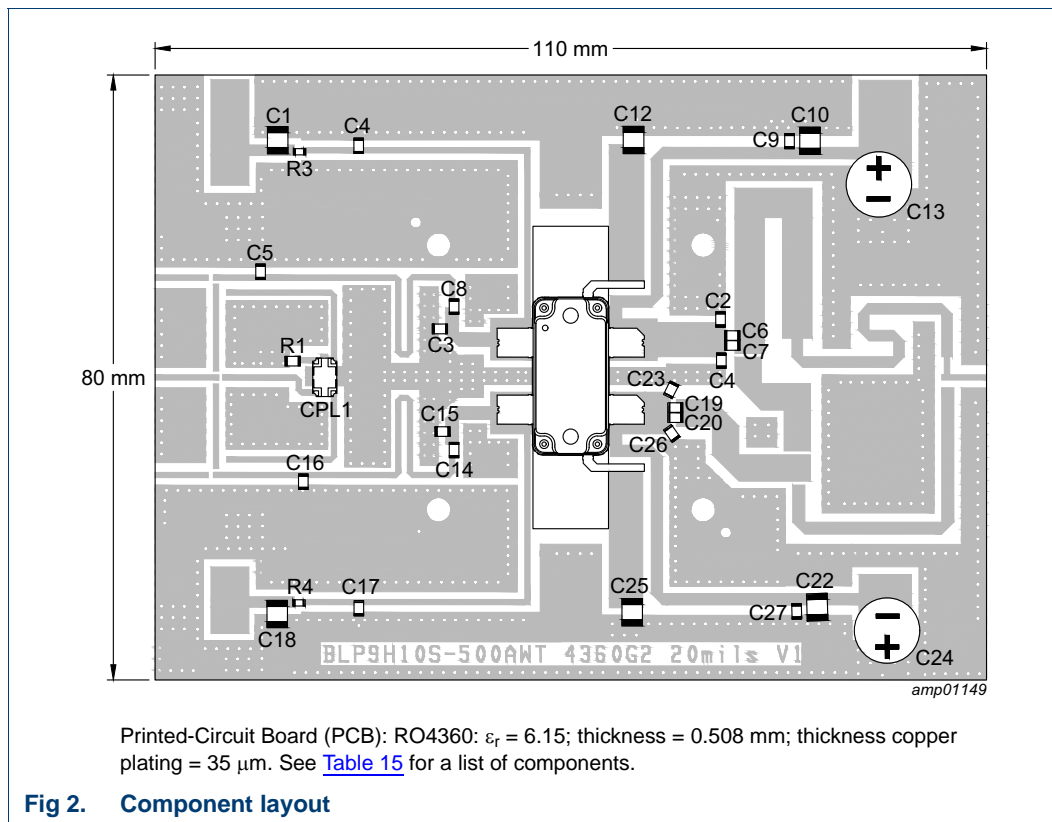 110 mm
80 mm
C1
C4
C12
C9
C10
R3
C13
C5
C8
C3
C2
C6
C7
C4
R1
CPL1
C23
C19
C20
C26
C15
C14
C16
R4
C17
C18
C25
C22
C27
C24
BLP9H10S-500AWT 4360G2 20mils V1
amp01149
Printed-Circuit Board (PCB): RO4360: εr = 6.15; thickness = 0.508 mm; thickness copper
plating = 35 μm. See Table 15 for a list of components.
Fig 2. Component layout